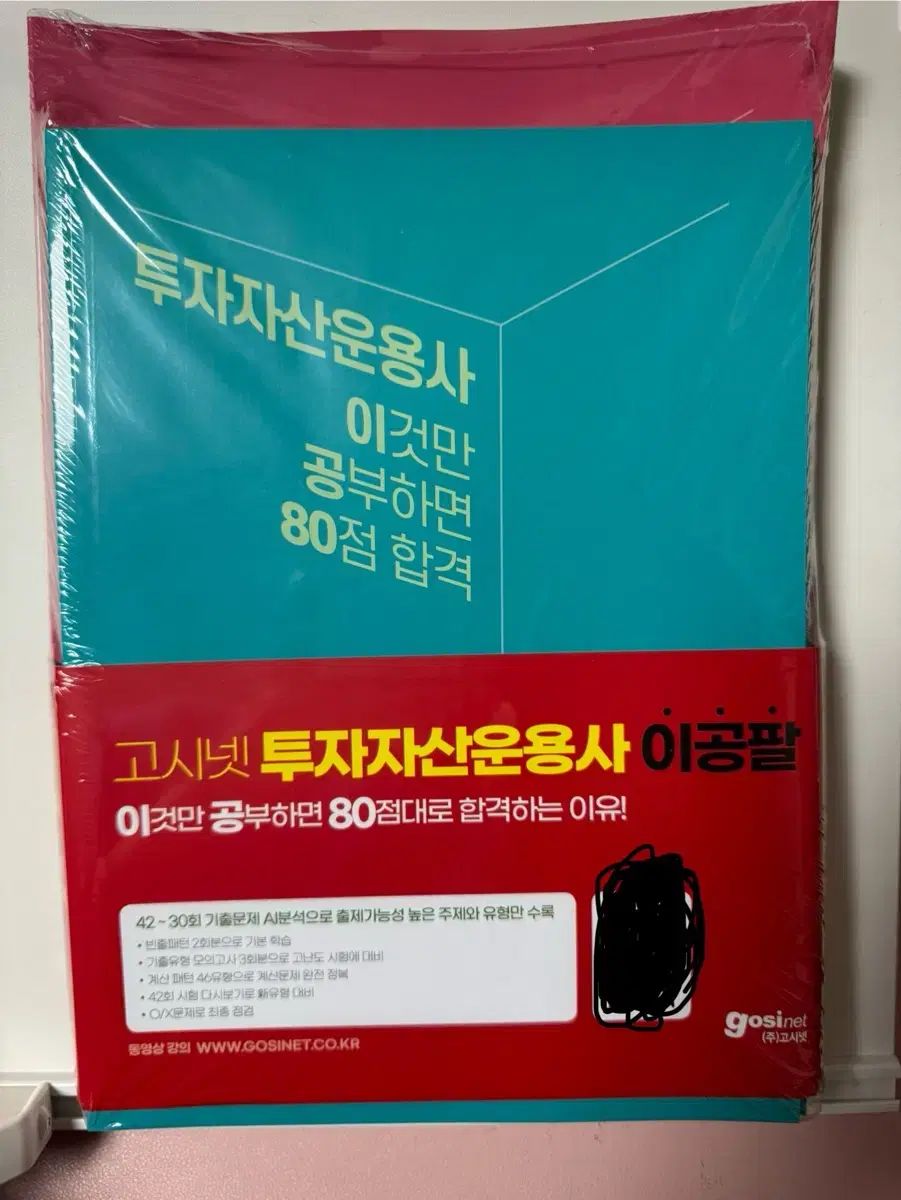 투자자산운용사
이것만
공부하면
80점 합격
고시넷 투자자산운용사 이공팔
이것만 공부하면 80점대로 합격하는 이유!
42 ~ 30회 기출문제 AI분석으로 출제가능성 높은 주제와 유형만 수록
• 빈출패턴 2회분으로 기본 학습
• 기출유형 모의고사 3회분으로 고난도 시험에 대비
• 계산 패턴 46유형으로 계산문제 완전 정복
• 42회 시험 다시보기로 新유형 대비
• O/X문제로 최종 점검
동영상 강의 WWW.GOSINET.CO.KR
gosinet
(주)고시넷